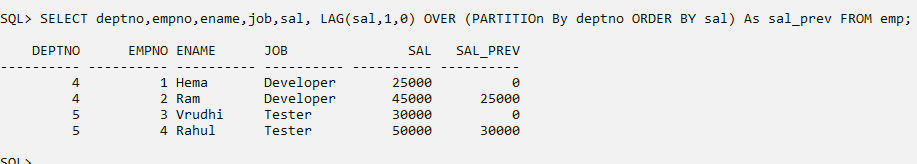 SQL> SELECT deptno,empno,ename,job,sal, LAG(sal,1,0) OVER (PARTITIOn By deptno ORDER BY sal) As sal_prev FROM emp;
DEPTNO EMPNO ENAME JOB SAL SAL_PREV
---------- ---------- ---------- ---------- ---------- ----------
4 1 Hema Developer 25000 0
4 2 Ram Developer 45000 25000
5 3 Vrudhi Tester 30000 0
5 4 Rahul Tester 50000 30000
SQL>